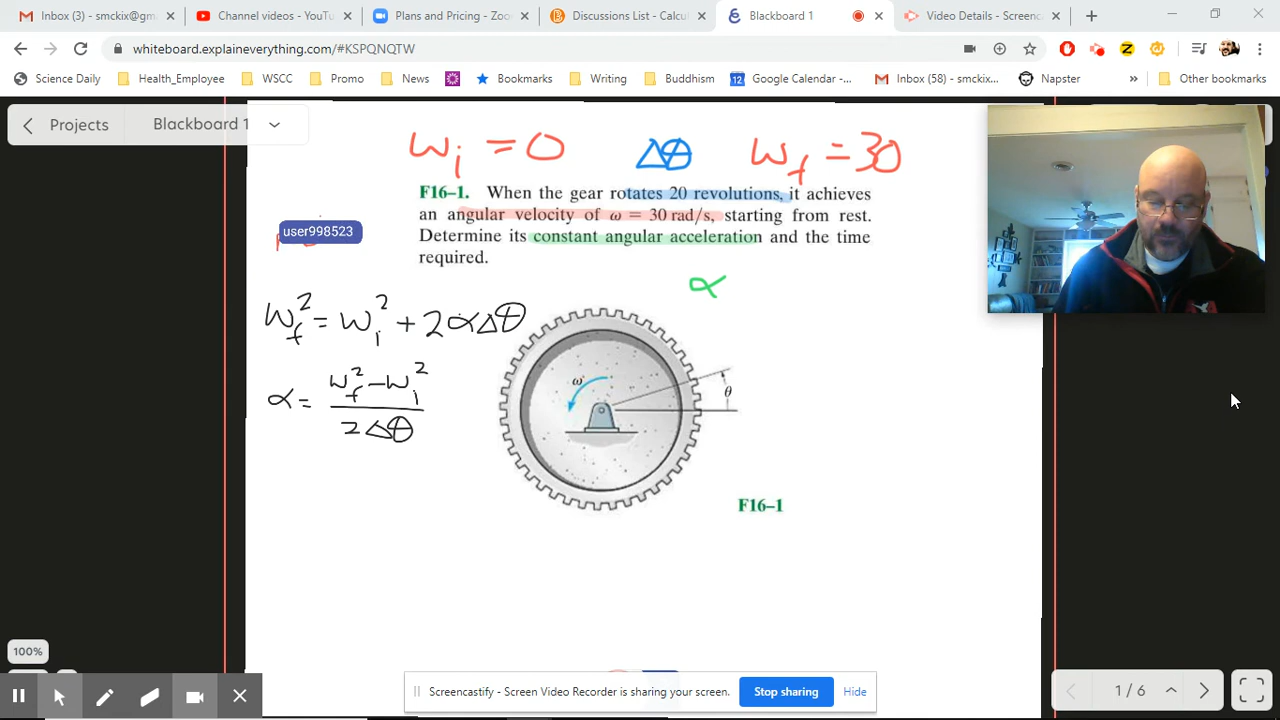 Inbox (3) - smckix@gm
Channel videos - YouTu
Plans and Pricing - Zoo
Discussions List - Calcul
Blackboard 1
Video Details - Screenc
whiteboard.explaineverything.com/#KSPQNQTW
Science Daily
Health_Employee
WSCC
Promo
News
Bookmarks
Writing
Buddhism
Google Calendar -...
Inbox (58) - smckix...
Napster
»
Other bookmarks
Projects
Blackboard 1
ωi = 0
Δθ
ωf = 30
F16–1. When the gear rotates 20 revolutions, it achieves
an angular velocity of ω = 30 rad/s, starting from rest.
Determine its constant angular acceleration and the time
required.
user998523
α
ωf² = ωi² + 2αΔθ
α = (ωf² – ωi²) / 2Δθ
ω
θ
F16–1
100%
Screencastify - Screen Video Recorder is sharing your screen.
Stop sharing
Hide
1 / 6